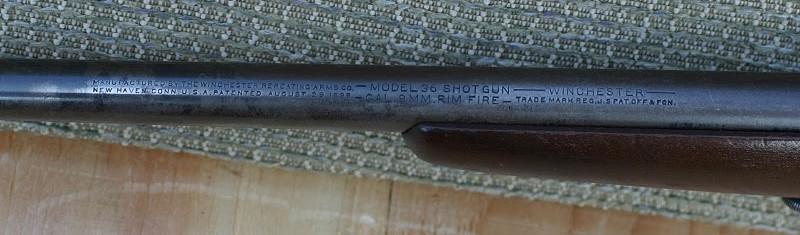 MANUFACTURED BY THE WINCHESTER REPEATING ARMS CO. — MODEL 36 SHOTGUN — WINCHESTER —
NEW HAVEN. CONN. U.S.A. PATENTED AUGUST 29. 1899. — CAL. 9 M.M. RIM FIRE — TRADE MARK REG. U.S. PAT. OFF. & FGN.